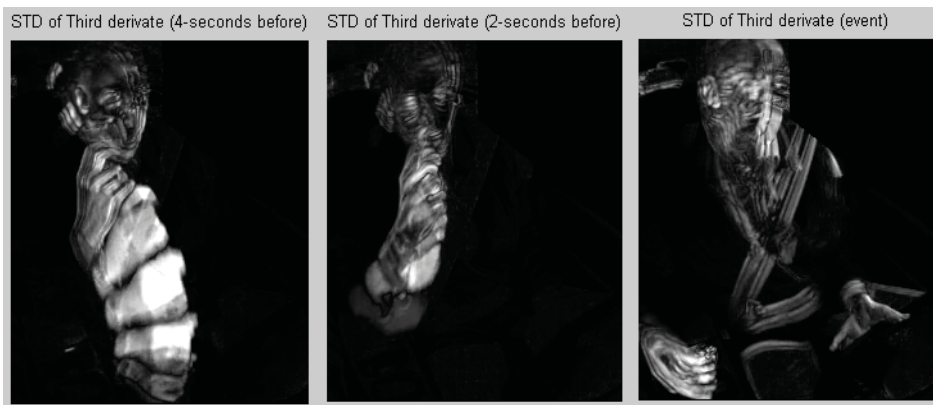 STD of Third derivate (4-seconds before)
STD of Third derivate (2-seconds before)
STD of Third derivate (event)